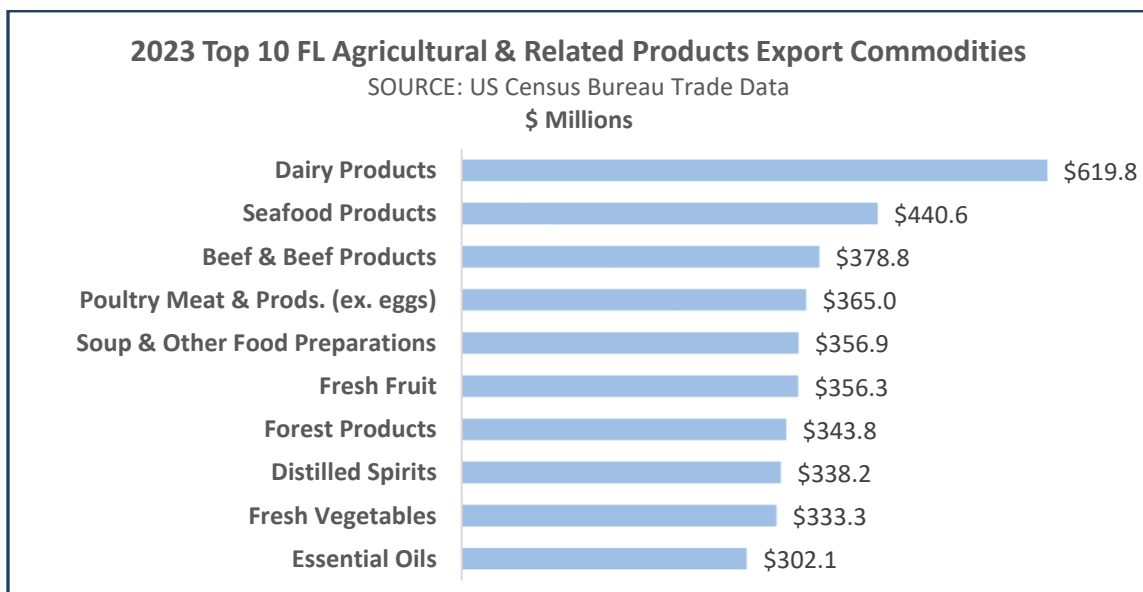 2023 Top 10 FL Agricultural & Related Products Export Commodities
SOURCE: US Census Bureau Trade Data
$ Millions
Dairy Products $619.8
Seafood Products $440.6
Beef & Beef Products $378.8
Poultry Meat & Prods. (ex. eggs) $365.0
Soup & Other Food Preparations $356.9
Fresh Fruit $356.3
Forest Products $343.8
Distilled Spirits $338.2
Fresh Vegetables $333.3
Essential Oils $302.1